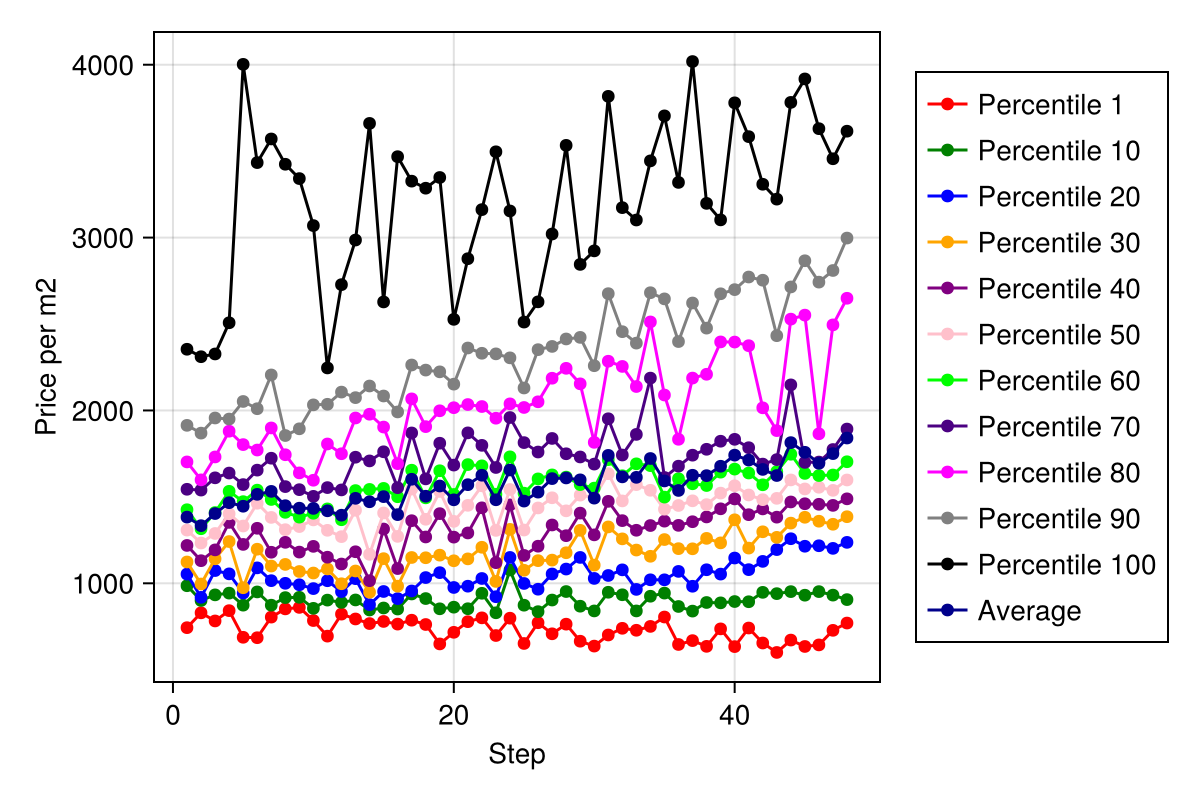 4000
3000
2000
1000
0
20
40
Price per m2
Step
Percentile 1
Percentile 10
Percentile 20
Percentile 30
Percentile 40
Percentile 50
Percentile 60
Percentile 70
Percentile 80
Percentile 90
Percentile 100
Average